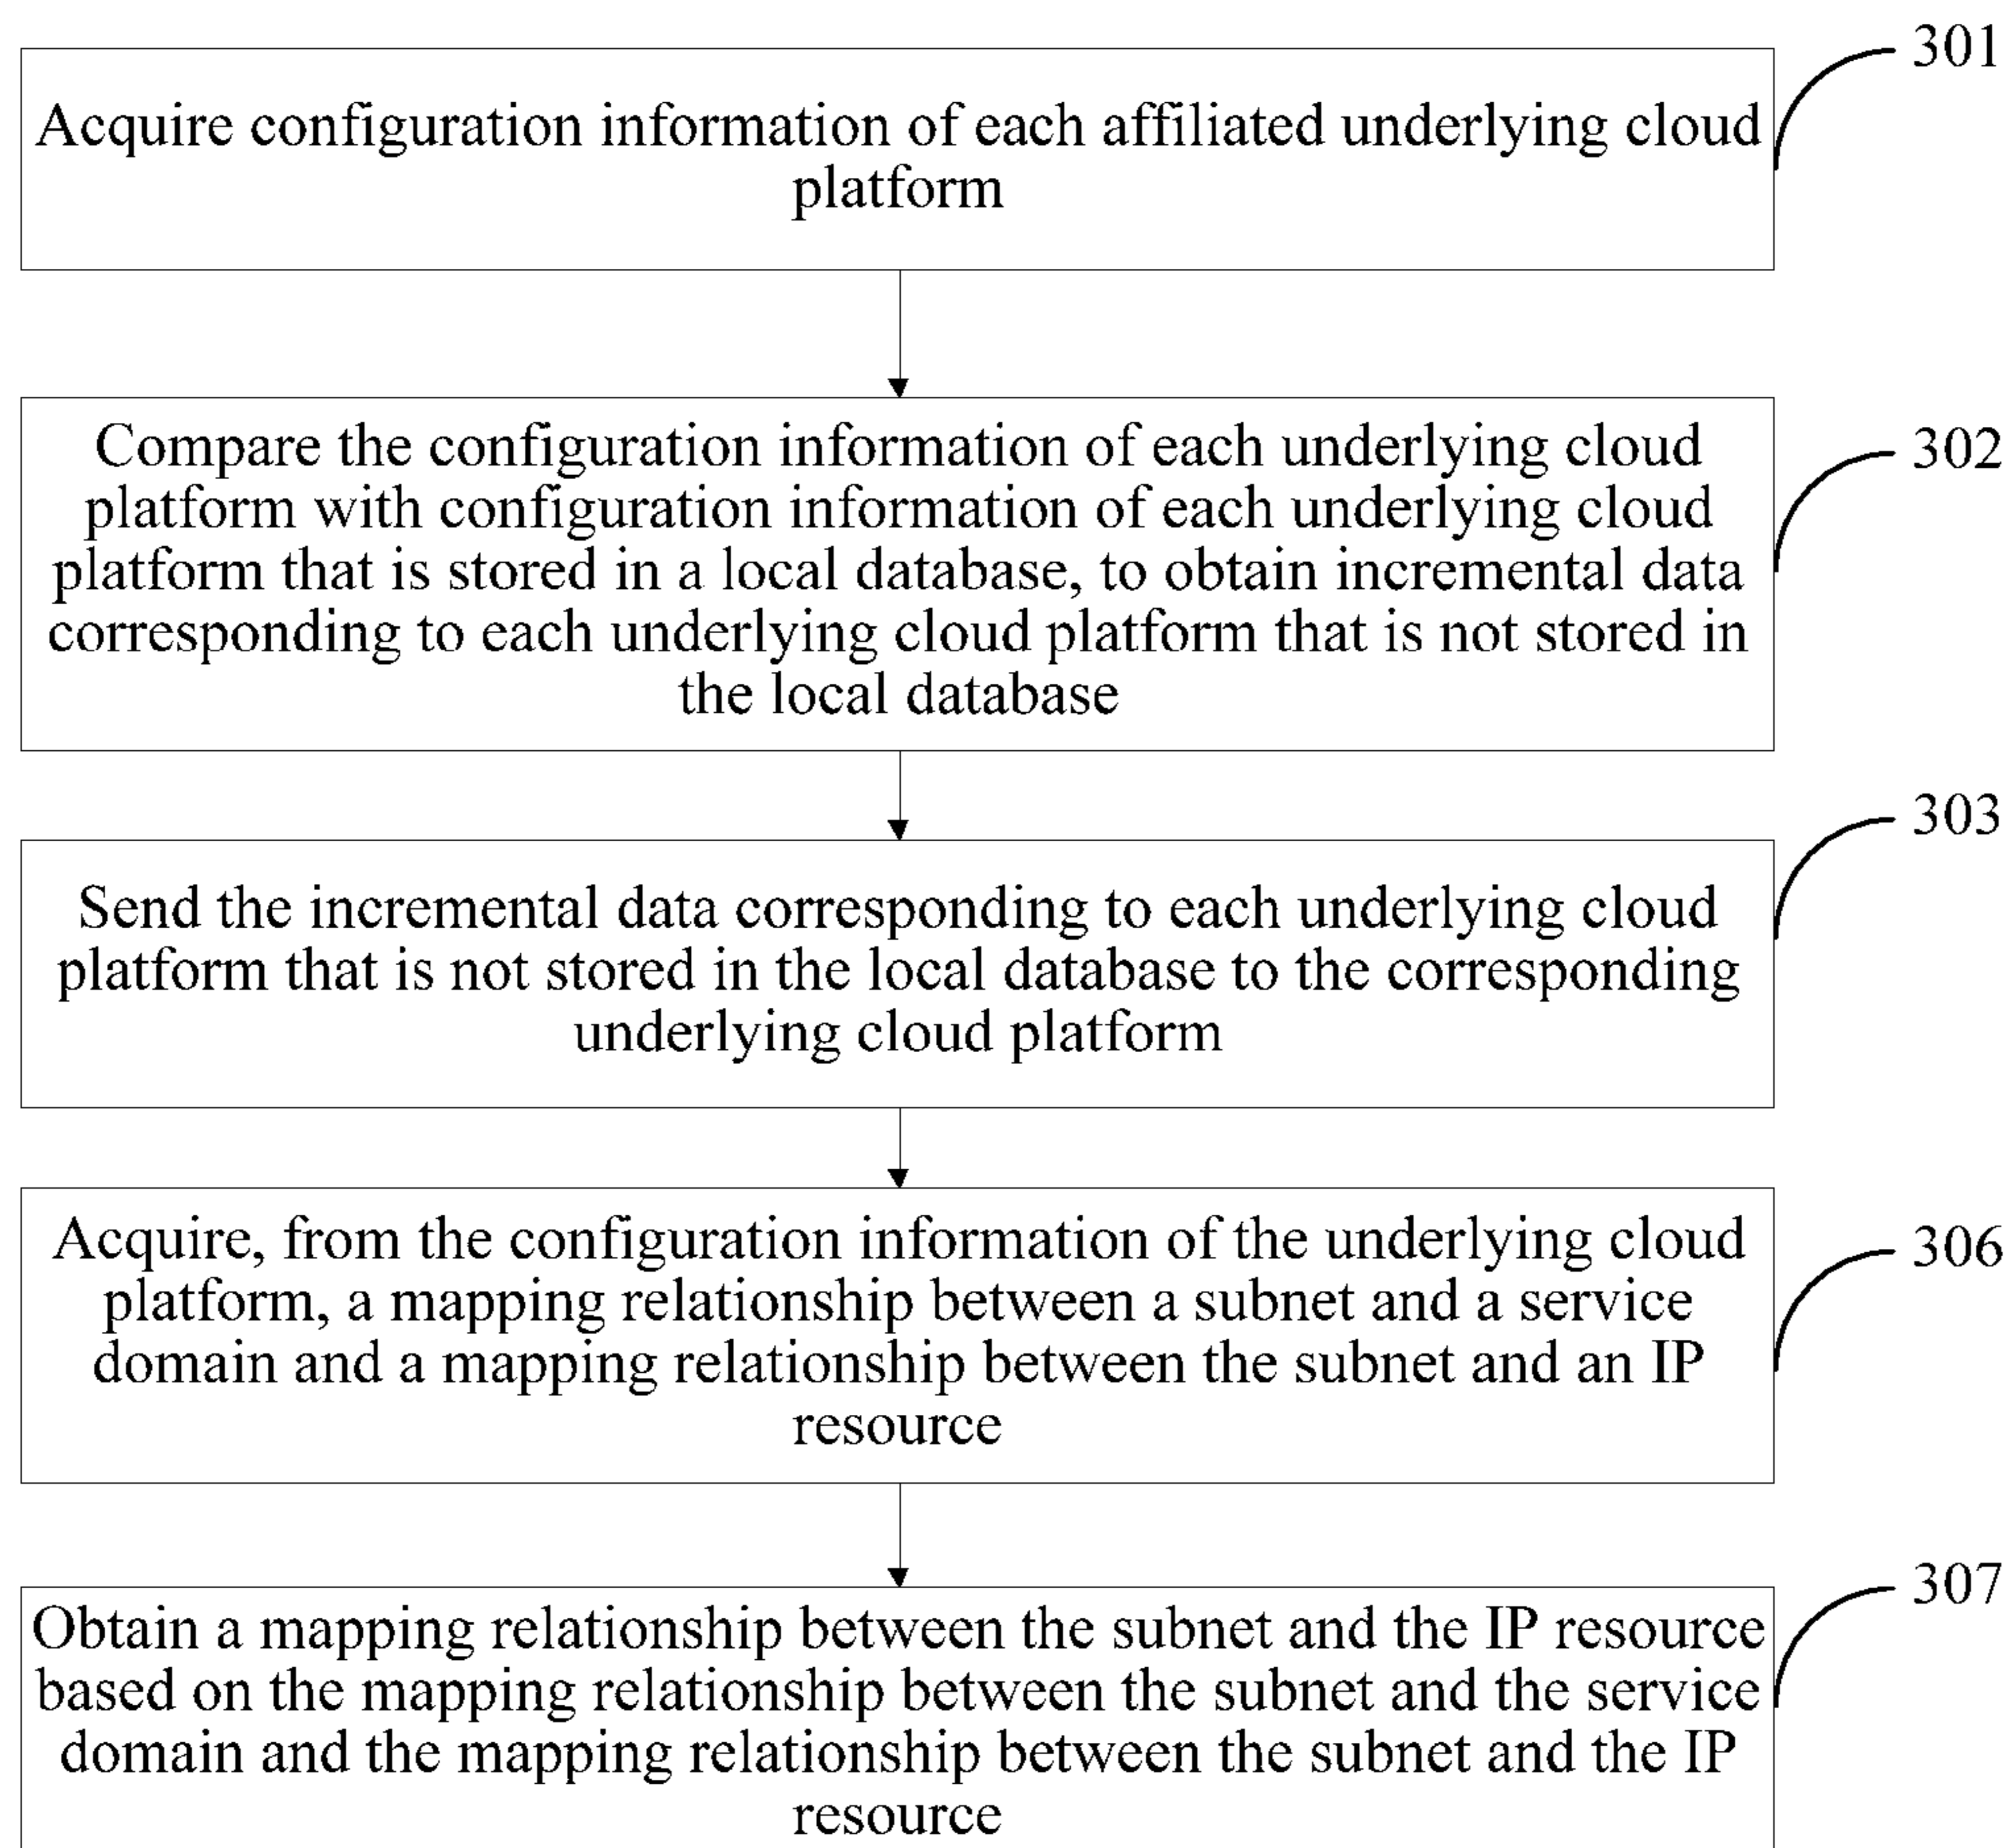 301
Acquire configuration information of each affiliated underlying cloud
platform
302
Compare the configuration information of each underlying cloud
platform with configuration information of each underlying cloud
platform that is stored in a local database, to obtain incremental data
corresponding to each underlying cloud platform that is not stored in
the local database
303
Send the incremental data corresponding to each underlying cloud
platform that is not stored in the local database to the corresponding
underlying cloud platform
306
Acquire, from the configuration information of the underlying cloud
platform, a mapping relationship between a subnet and a service
domain and a mapping relationship between the subnet and an IP
resource
307
Obtain a mapping relationship between the subnet and the IP resource
based on the mapping relationship between the subnet and the service
domain and the mapping relationship between the subnet and the IP
resource